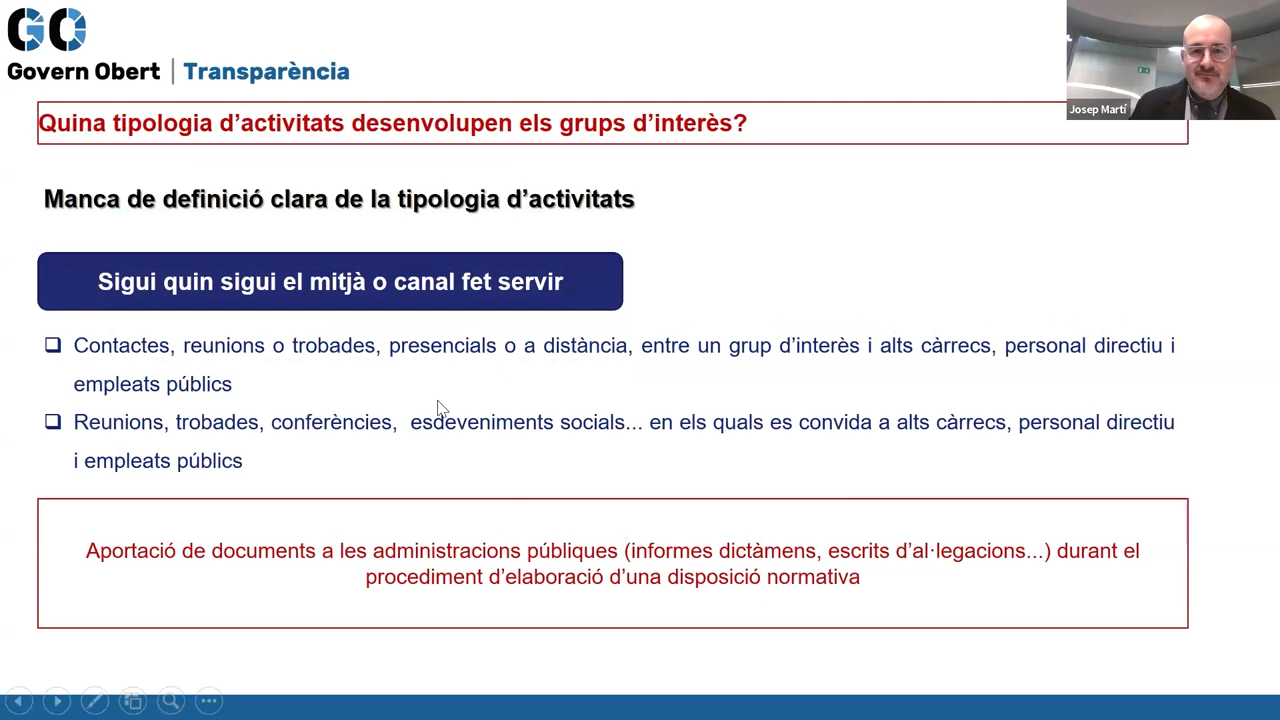 GO
Govern Obert | Transparència
Josep Martí
Quina tipologia d’activitats desenvolupen els grups d’interès?
Manca de definició clara de la tipologia d’activitats
Sigui quin sigui el mitjà o canal fet servir
Contactes, reunions o trobades, presencials o a distància, entre un grup d’interès i alts càrrecs, personal directiu i
empleats públics
Reunions, trobades, conferències, esdeveniments socials... en els quals es convida a alts càrrecs, personal directiu
i empleats públics
Aportació de documents a les administracions públiques (informes dictàmens, escrits d’al·legacions...) durant el
procediment d’elaboració d’una disposició normativa